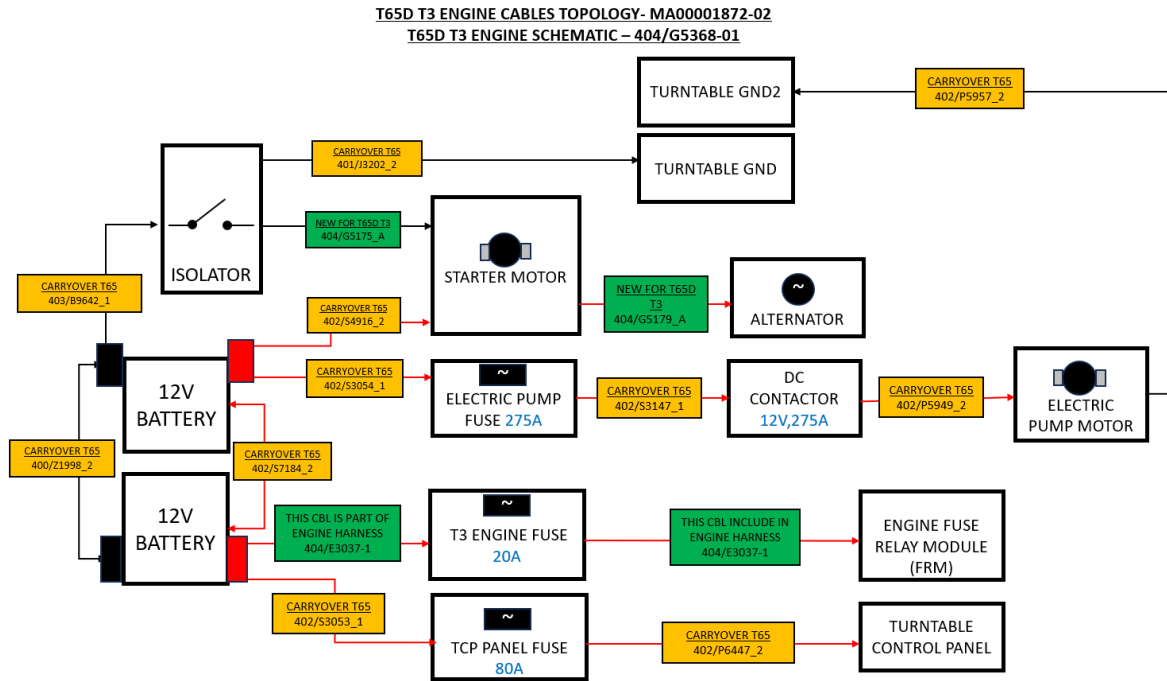 T65D T3 ENGINE CABLES TOPOLOGY- MA00001872-02
T65D T3 ENGINE SCHEMATIC – 404/G5368-01
TURNTABLE GND2
CARRYOVER T65
402/P5957_2
CARRYOVER T65
401/J3202_2
TURNTABLE GND
ISOLATOR
NEW FOR T65D T3
404/G5175_A
STARTER MOTOR
CARRYOVER T65
403/B9642_1
CARRYOVER T65
402/S4916_2
NEW FOR T65D
T3
404/G5179_A
~
ALTERNATOR
12V
BATTERY
CARRYOVER T65
402/S3054_1
~
ELECTRIC PUMP
FUSE 275A
CARRYOVER T65
402/S3147_1
DC
CONTACTOR
12V,275A
CARRYOVER T65
402/P5949_2
ELECTRIC
PUMP MOTOR
CARRYOVER T65
400/Z1998_2
CARRYOVER T65
402/S7184_2
12V
BATTERY
THIS CBL IS PART OF
ENGINE HARNESS
404/E3037-1
~
T3 ENGINE FUSE
20A
THIS CBL INCLUDE IN
ENGINE HARNESS
404/E3037-1
ENGINE FUSE
RELAY MODULE
(FRM)
CARRYOVER T65
402/S3053_1
~
TCP PANEL FUSE
80A
CARRYOVER T65
402/P6447_2
TURNTABLE
CONTROL PANEL